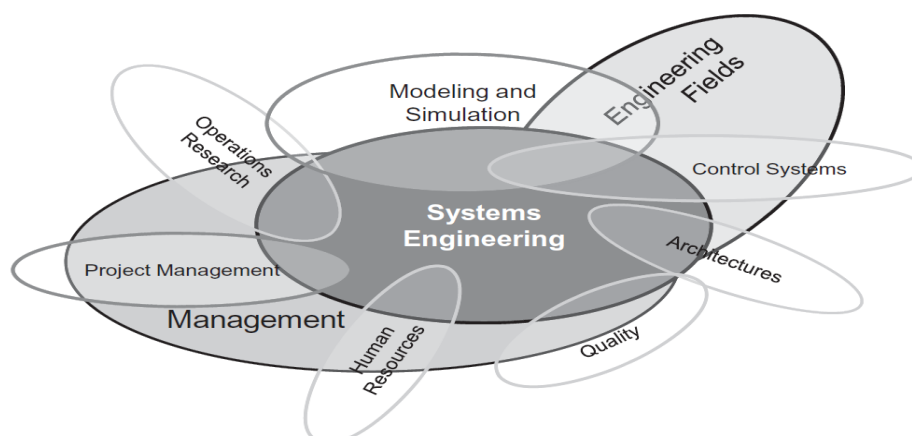 Modeling and
Simulation
Engineering
Fields
Operations
Research
Control Systems
Systems
Engineering
Architectures
Project Management
Management
Human
Resources
Quality